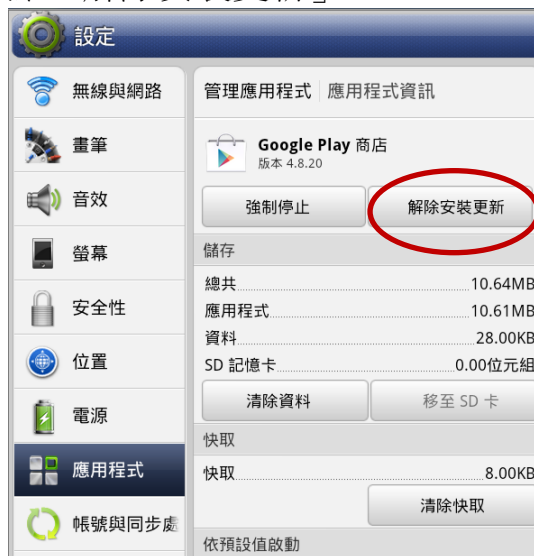 設定
無線與網路
畫筆
音效
螢幕
安全性
位置
電源
應用程式
帳號與同步處
管理應用程式 應用程式資訊
Google Play 商店
版本 4.8.20
強制停止 解除安裝更新
儲存
總共 10.64MB
應用程式 10.61MB
資料 28.00KB
SD 記憶卡 0.00位元組
清除資料 移至 SD 卡
快取
快取 8.00KB
清除快取
依預設值啟動